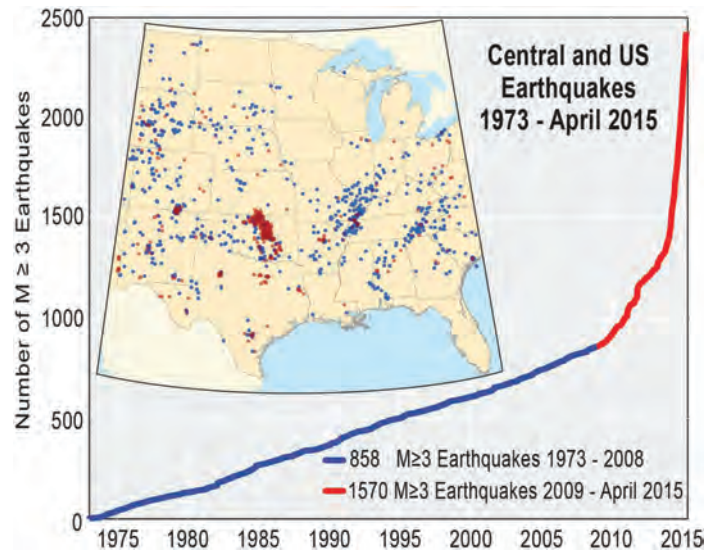 2500
2000
1500
1000
500
0
Number of M ≥ 3 Earthquakes
Central and US
Earthquakes
1973 - April 2015
858 M≥3 Earthquakes 1973 - 2008
1570 M≥3 Earthquakes 2009 - April 2015
1975 1980 1985 1990 1995 2000 2005 2010 2015